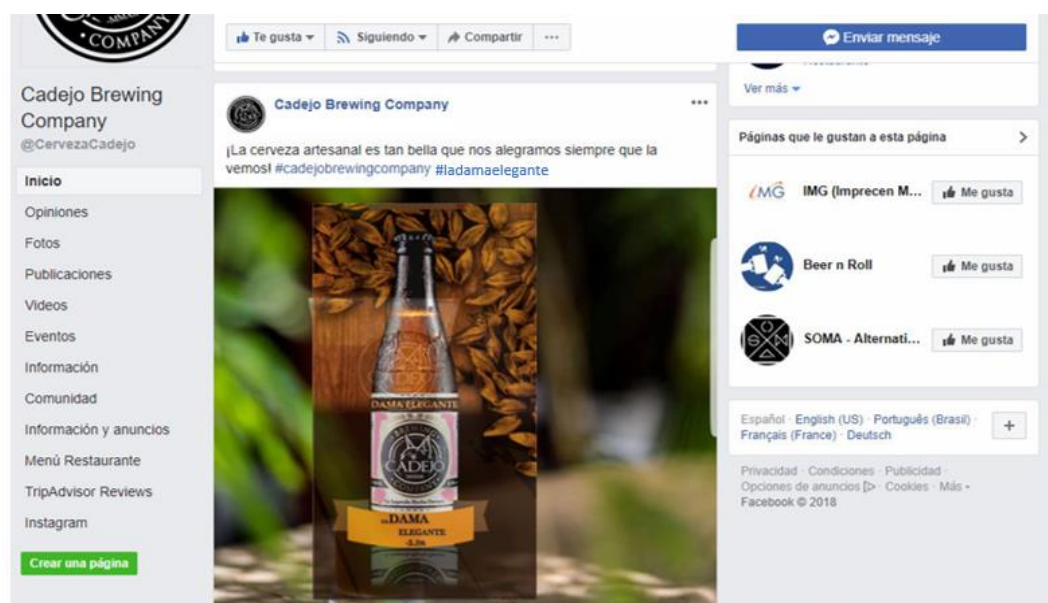 COMPANY
Te gusta
Siguiendo
Compartir
...
Enviar mensaje
Cadejo Brewing
Company
@CervezaCadejo
Inicio
Opiniones
Fotos
Publicaciones
Videos
Eventos
Información
Comunidad
Información y anuncios
Menú Restaurante
TripAdvisor Reviews
Instagram
Crear una página
Cadejo Brewing Company
¡La cerveza artesanal es tan bella que nos alegramos siempre que la
vemos! #cadejobrewingcompany #ladamaelegante
DAMA ELEGANTE
BREWING
CADEJO
COMPANY
LA DAMA
ELEGANTE
Ver más
Páginas que le gustan a esta página
IMG
IMG (Imprecen M...
Me gusta
Beer n Roll
Me gusta
SOMA
SOMA - Alternati...
Me gusta
Español · English (US) · Português (Brasil) ·
Français (France) · Deutsch
+
Privacidad · Condiciones · Publicidad ·
Opciones de anuncios · Cookies · Más
Facebook © 2018